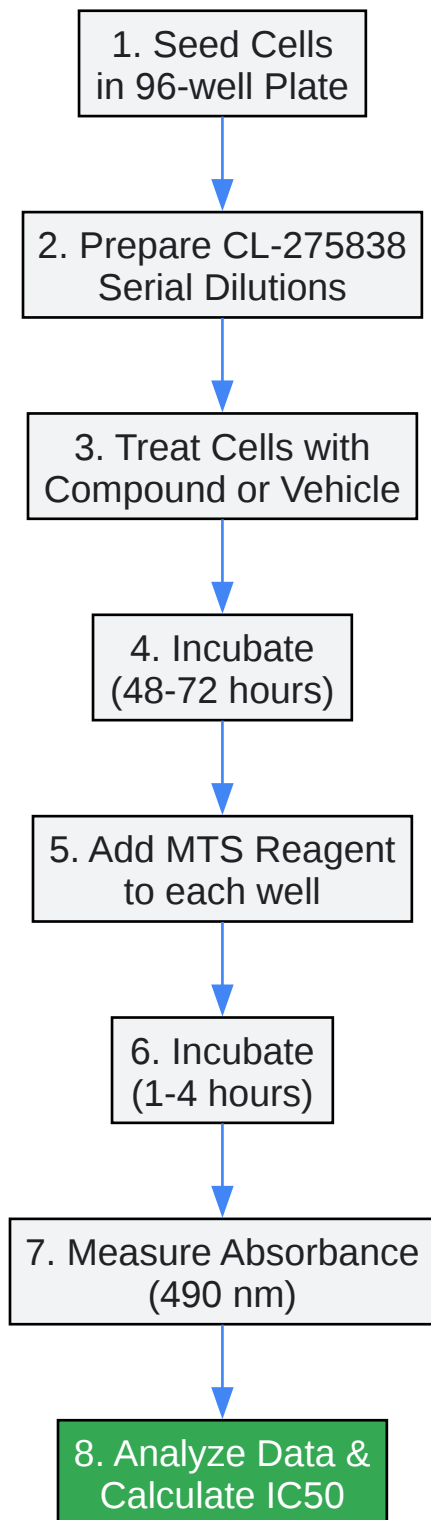 1. Seed Cells
in 96-well Plate
2. Prepare CL-275838
Serial Dilutions
3. Treat Cells with
Compound or Vehicle
4. Incubate
(48-72 hours)
5. Add MTS Reagent
to each well
6. Incubate
(1-4 hours)
7. Measure Absorbance
(490 nm)
8. Analyze Data &
Calculate IC50